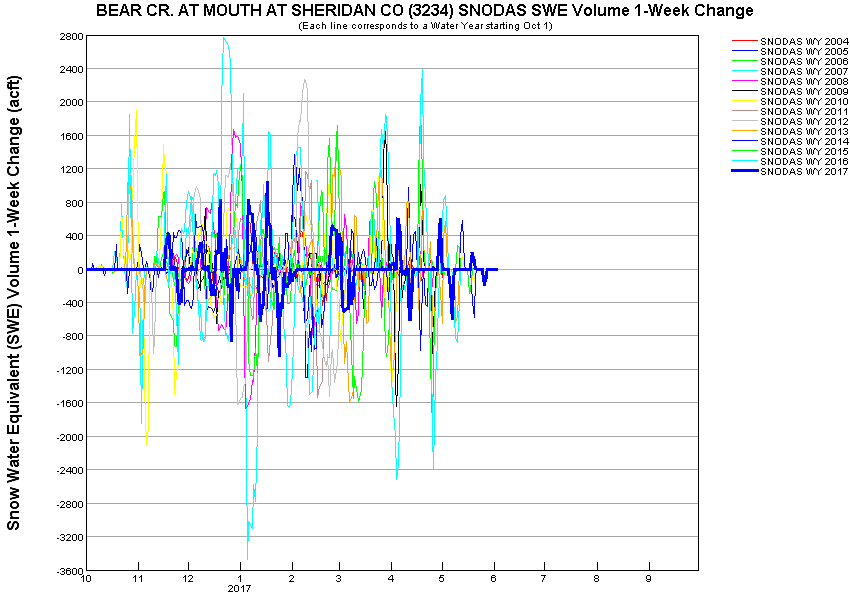 BEAR CR. AT MOUTH AT SHERIDAN CO (3234) SNODAS SWE Volume 1-Week Change
(Each line corresponds to a Water Year starting Oct 1)
Snow Water Equivalent (SWE) Volume 1-Week Change (acft)
2800
2400
2000
1600
1200
800
400
0
-400
-800
-1200
-1600
-2000
-2400
-2800
-3200
-3600
10 11 12 1 2 3 4 5 6 7 8 9
2017
SNODAS WY 2004
SNODAS WY 2005
SNODAS WY 2006
SNODAS WY 2007
SNODAS WY 2008
SNODAS WY 2009
SNODAS WY 2010
SNODAS WY 2011
SNODAS WY 2012
SNODAS WY 2013
SNODAS WY 2014
SNODAS WY 2015
SNODAS WY 2016
SNODAS WY 2017